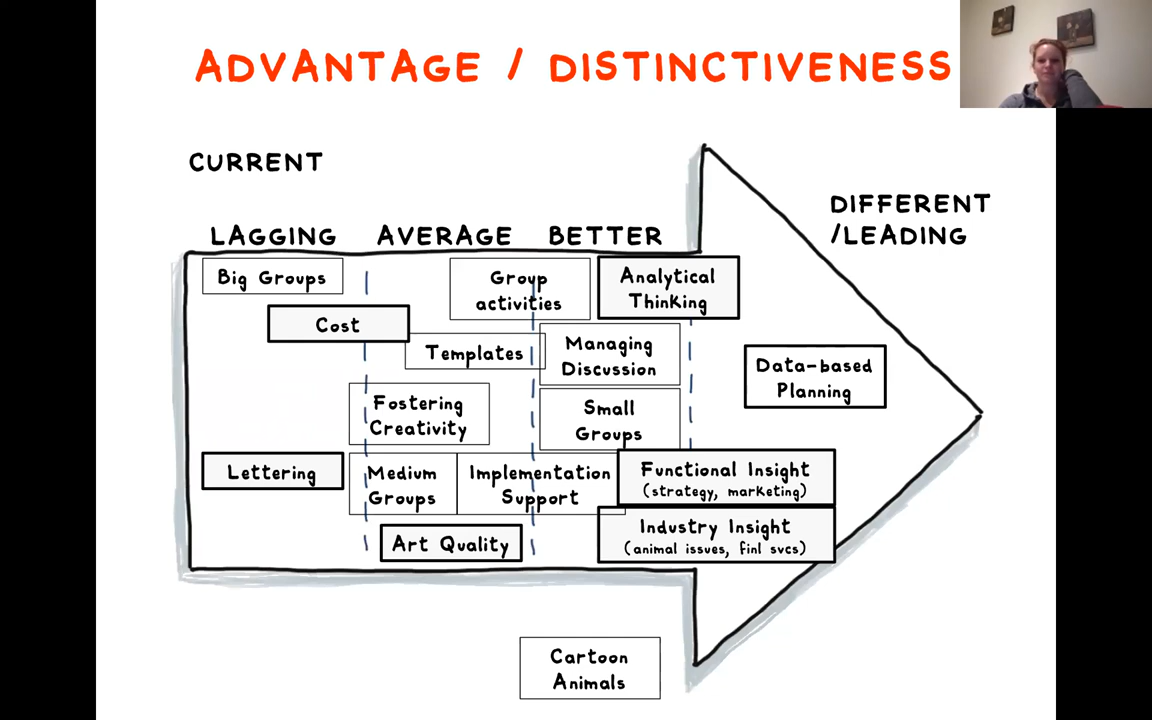 ADVANTAGE / DISTINCTIVENESS
CURRENT
DIFFERENT
/LEADING
LAGGING AVERAGE BETTER
Big Groups
Group
activities
Analytical
Thinking
Cost
Templates
Managing
Discussion
Data-based
Planning
Fostering
Creativity
Small
Groups
Lettering
Medium
Groups
Implementation
Support
Functional Insight
(strategy, marketing)
Industry Insight
(animal issues, finl svcs)
Art Quality
Cartoon
Animals